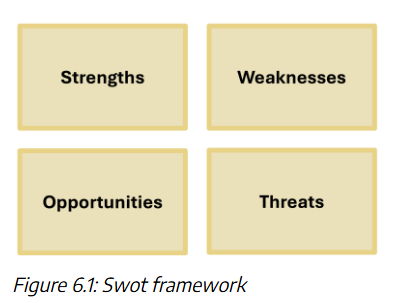 Strengths
Weaknesses
Opportunities
Threats
Figure 6.1: Swot framework